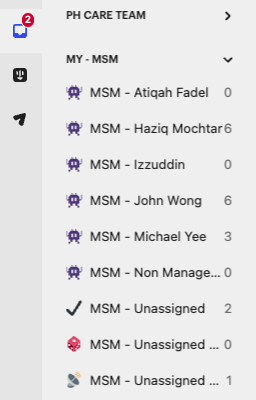 2
PH CARE TEAM
MY - MSM
MSM - Atiqah Fadel 0
MSM - Haziq Mochtar 6
MSM - Izzuddin 0
MSM - John Wong 6
MSM - Michael Yee 3
MSM - Non Manage... 0
MSM - Unassigned 2
MSM - Unassigned ... 0
MSM - Unassigned ... 1